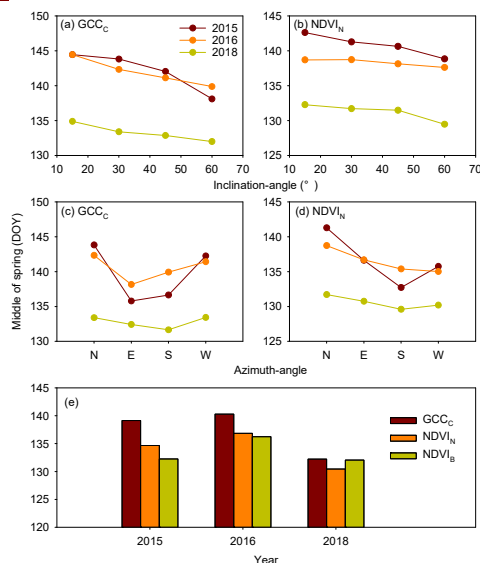 (a) GCC_C
2015
2016
2018
150
145
140
135
130
10 20 30 40 50 60 70
(b) NDVI_N
145
140
135
130
125
10 20 30 40 50 60 70
Inclination-angle (°)
Middle of spring (DOY)
(c) GCC_C
150
145
140
135
130
N E S W
(d) NDVI_N
145
140
135
130
125
N E S W
Azimuth-angle
(e)
145
140
135
130
125
120
GCC_C
NDVI_N
NDVI_B
2015 2016 2018
Year